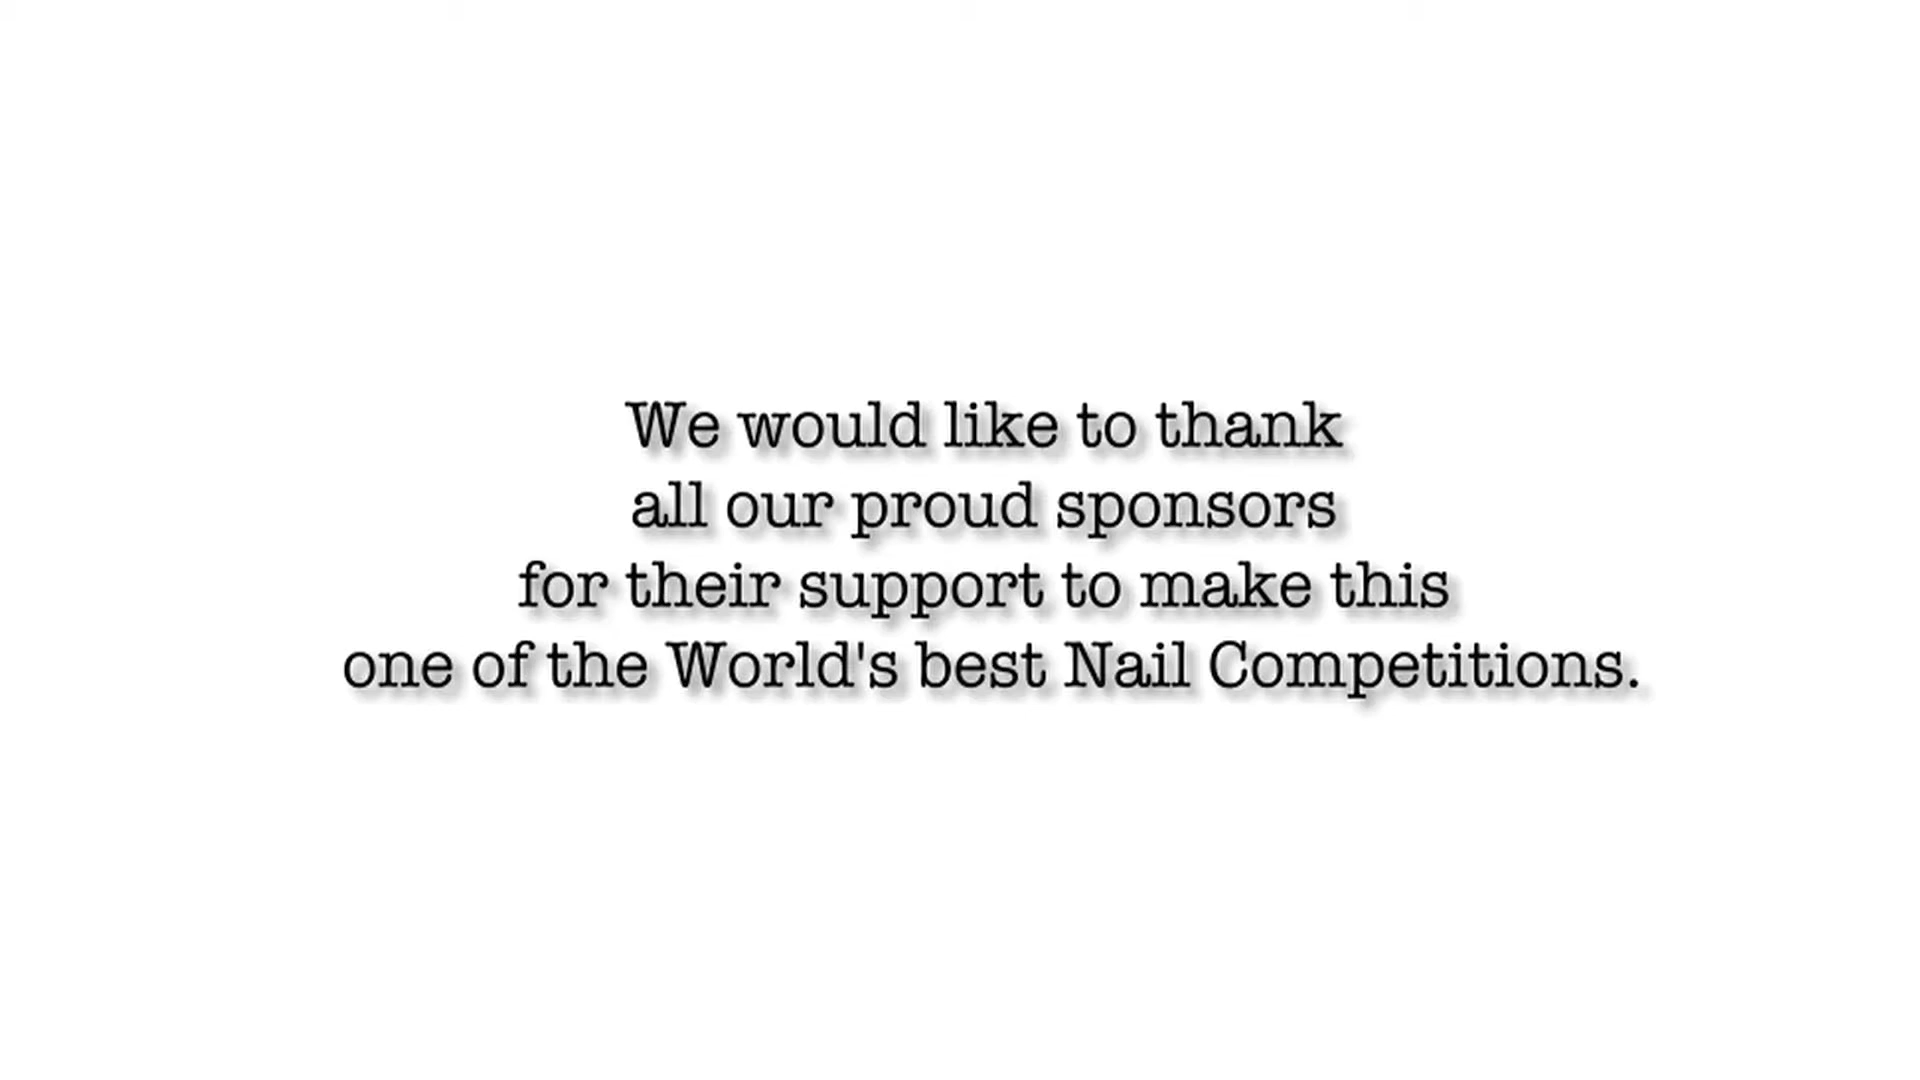 We would like to thank
all our proud sponsors
for their support to make this
one of the World's best Nail Competitions.